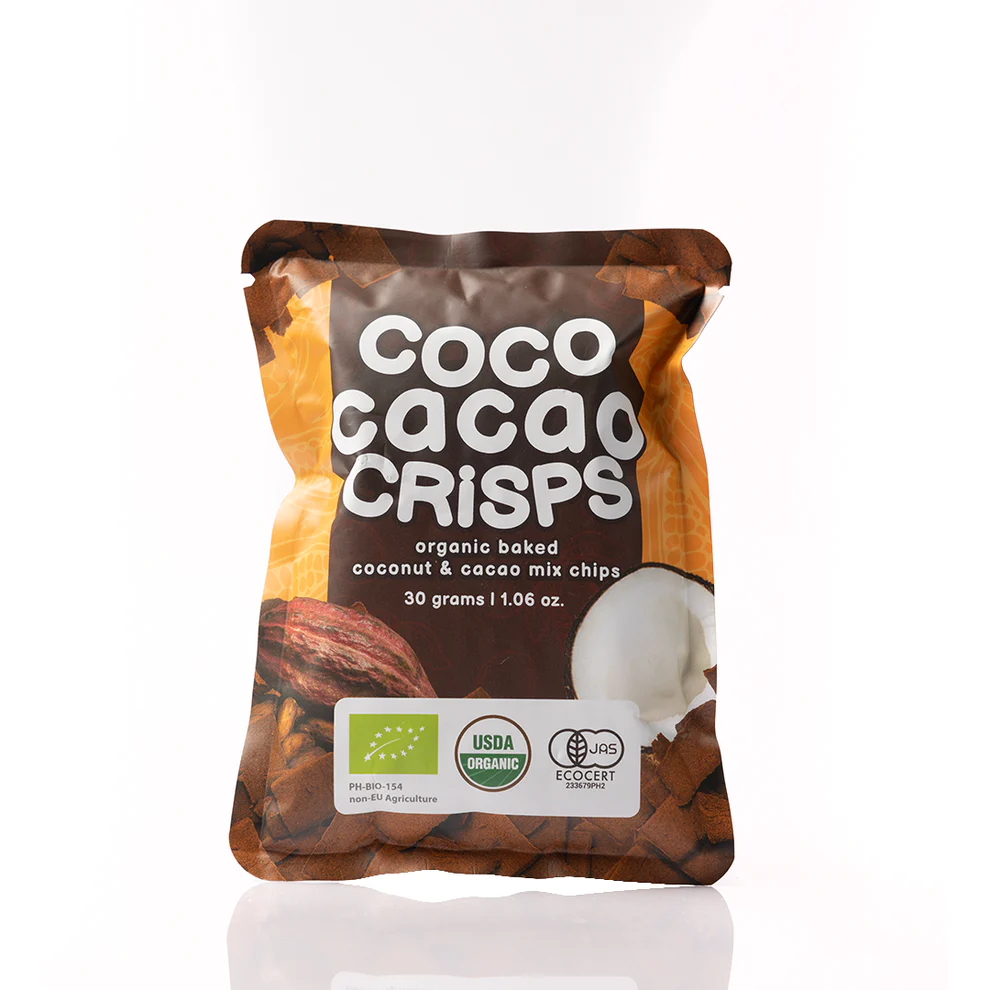 COCO
cacao
CRiSPS
organic baked
coconut & cacao mix chips
30 grams | 1.06 oz.
PH-BIO-154
non-EU Agriculture
USDA
ORGANIC
JAS
ECOCERT
233679PH2